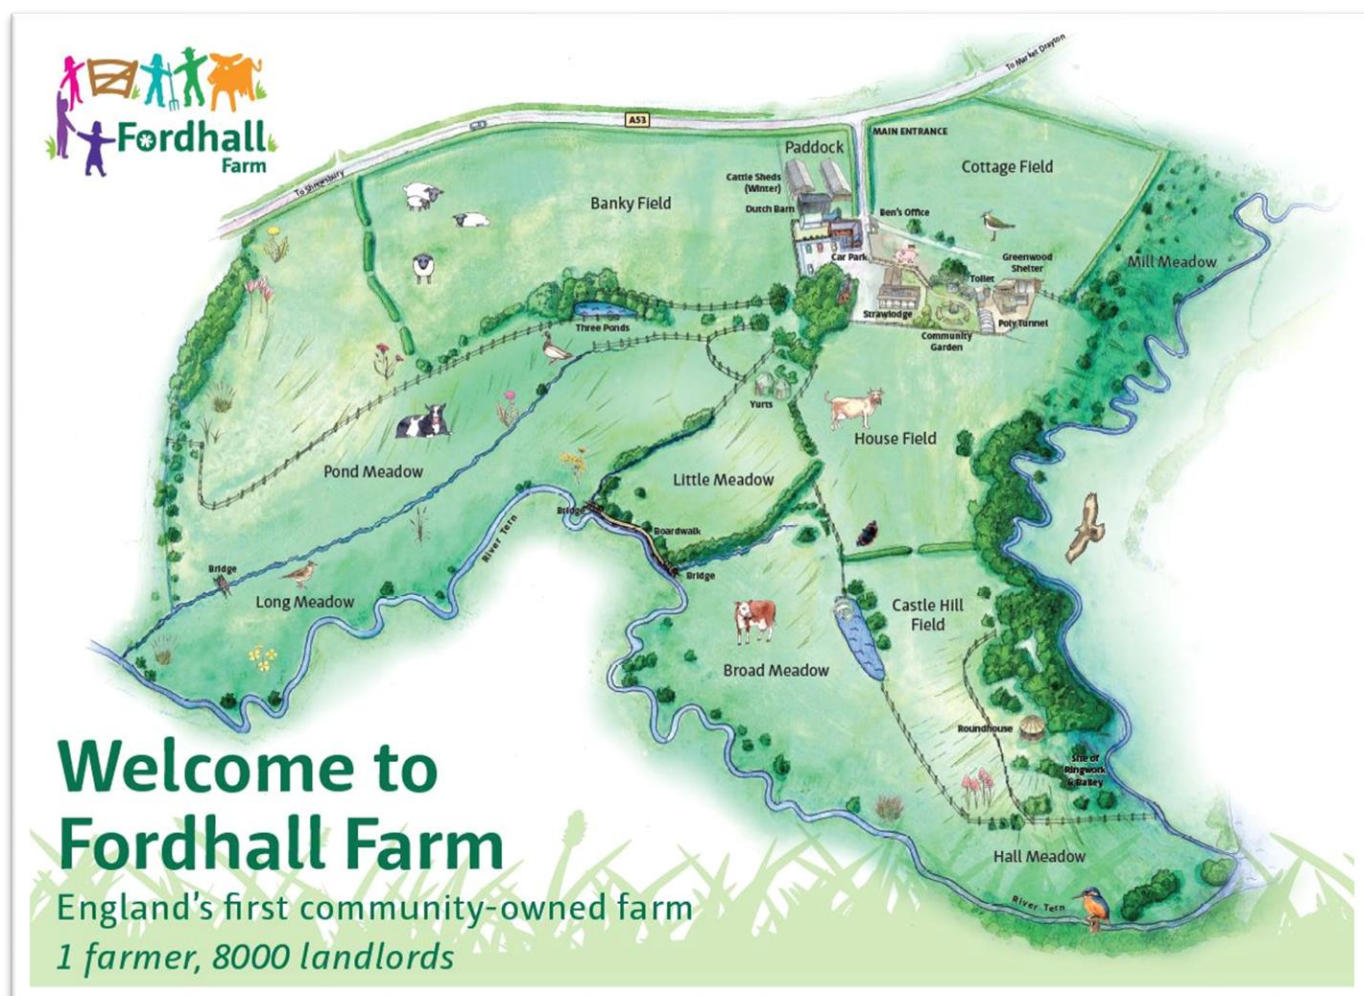 Fordhall
Farm
To Market Drayton
A53
MAIN ENTRANCE
To Shrewsbury
Paddock
Cottage Field
Cattle Sheds
(Winter)
Banky Field
Dutch Barn
Ben's Office
Car Park
Greenwood
Shelter
Mill Meadow
Toilet
Strawlodge
Poly Tunnel
Three Ponds
Community
Garden
Yurts
House Field
Pond Meadow
Little Meadow
Bridge
Boardwalk
River Tern
Bridge
Bridge
Long Meadow
Castle Hill
Field
Broad Meadow
Roundhouse
Site of
Ringwork
& Bailey
Hall Meadow
River Tern
Welcome to
Fordhall Farm
England's first community-owned farm
1 farmer, 8000 landlords